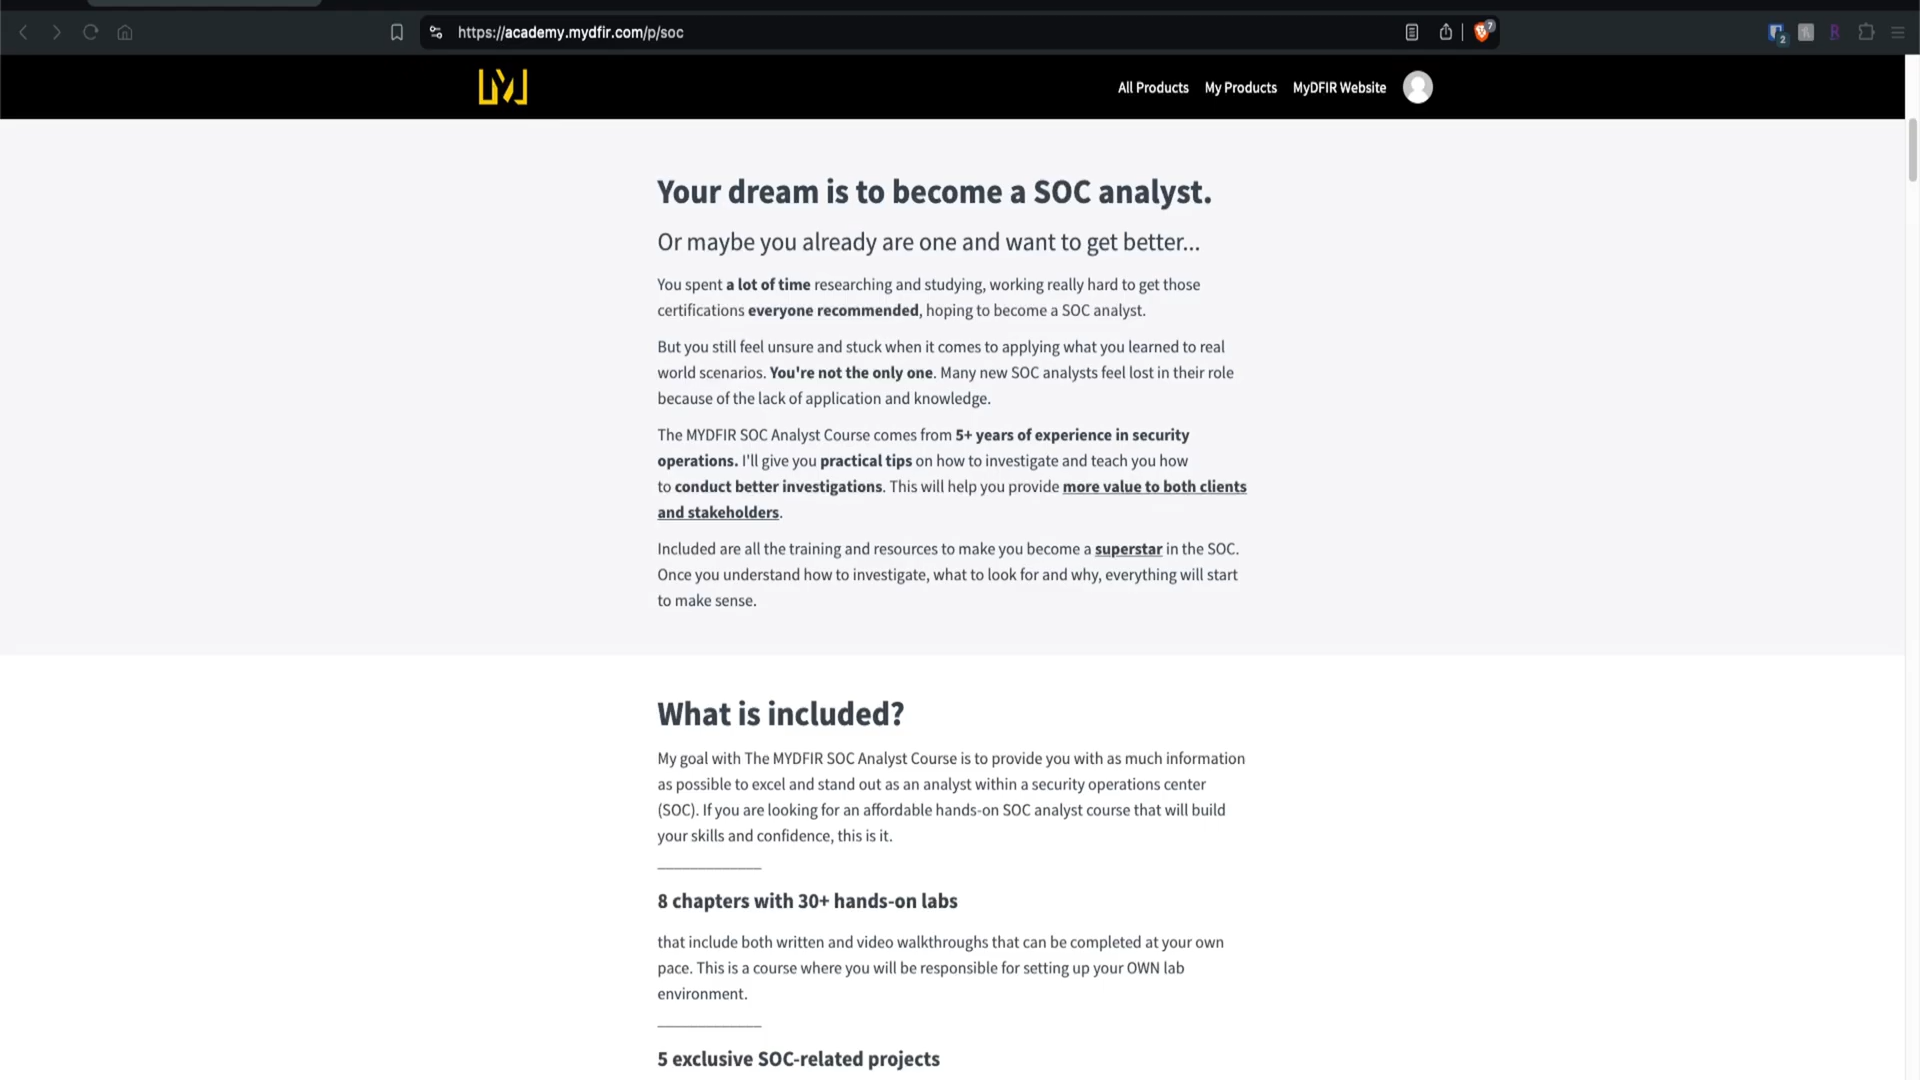 https://academy.mydfir.com/p/soc
7
2
All Products
My Products
MyDFIR Website
Your dream is to become a SOC analyst.
Or maybe you already are one and want to get better...
You spent a lot of time researching and studying, working really hard to get those
certifications everyone recommended, hoping to become a SOC analyst.
But you still feel unsure and stuck when it comes to applying what you learned to real
world scenarios. You're not the only one. Many new SOC analysts feel lost in their role
because of the lack of application and knowledge.
The MYDFIR SOC Analyst Course comes from 5+ years of experience in security
operations. I'll give you practical tips on how to investigate and teach you how
to conduct better investigations. This will help you provide more value to both clients
and stakeholders.
Included are all the training and resources to make you become a superstar in the SOC.
Once you understand how to investigate, what to look for and why, everything will start
to make sense.
What is included?
My goal with The MYDFIR SOC Analyst Course is to provide you with as much information
as possible to excel and stand out as an analyst within a security operations center
(SOC). If you are looking for an affordable hands-on SOC analyst course that will build
your skills and confidence, this is it.
8 chapters with 30+ hands-on labs
that include both written and video walkthroughs that can be completed at your own
pace. This is a course where you will be responsible for setting up your OWN lab
environment.
5 exclusive SOC-related projects